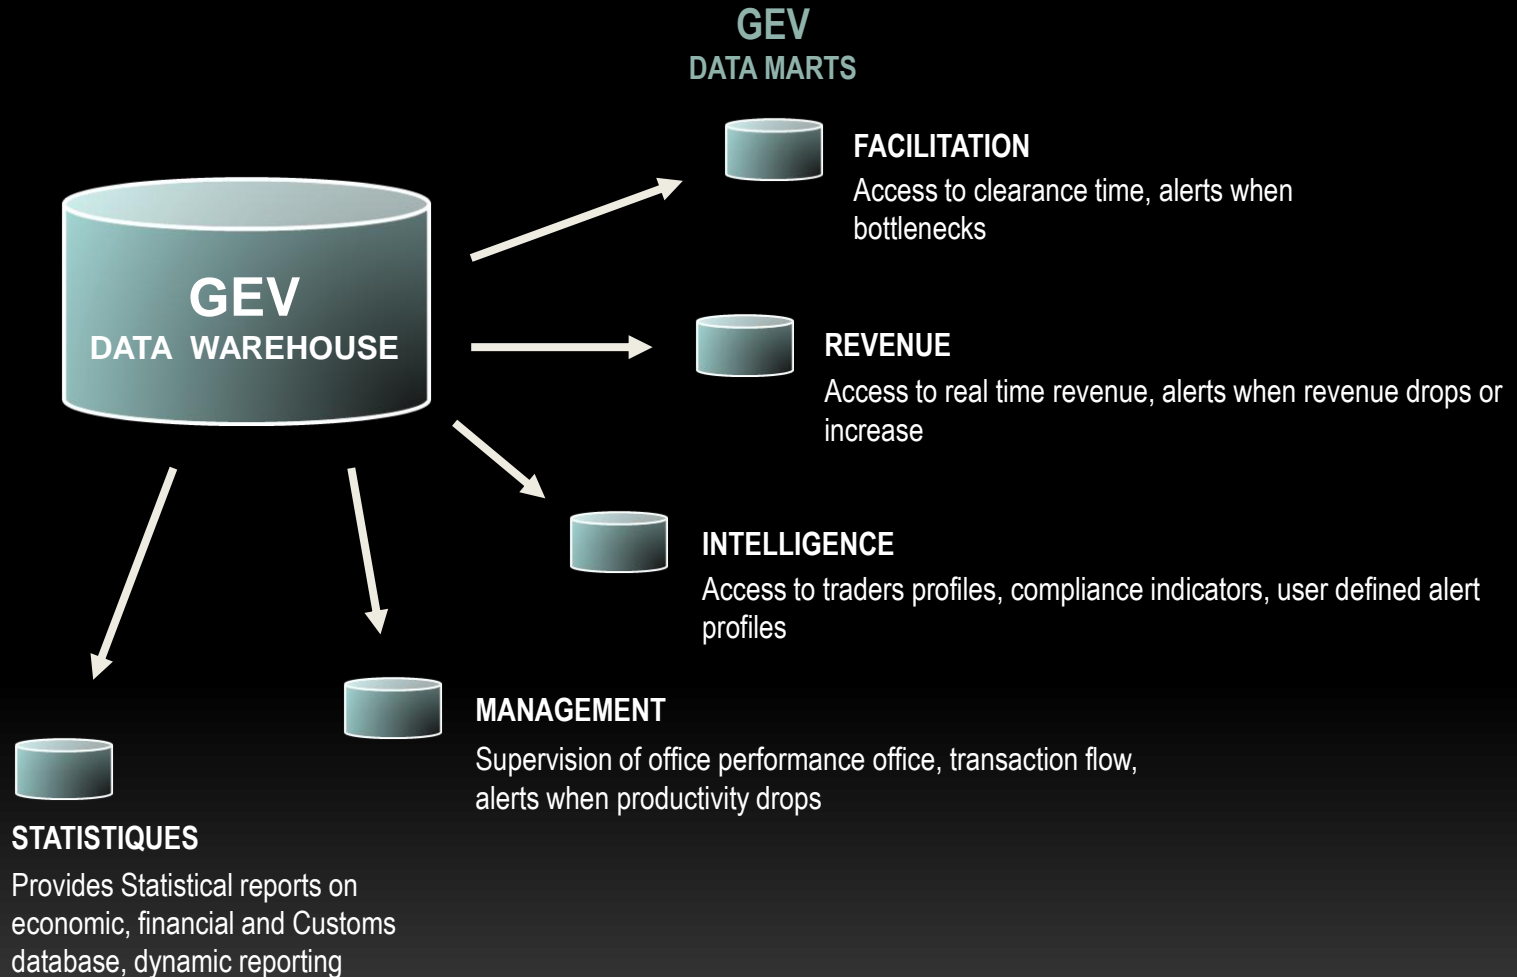 GEV
DATA MARTS
FACILITATION
Access to clearance time, alerts when
bottlenecks
GEV
DATA WAREHOUSE
REVENUE
Access to real time revenue, alerts when revenue drops or
increase
INTELLIGENCE
Access to traders profiles, compliance indicators, user defined alert
profiles
MANAGEMENT
Supervision of office performance office, transaction flow,
alerts when productivity drops
STATISTIQUES
Provides Statistical reports on
economic, financial and Customs
database, dynamic reporting